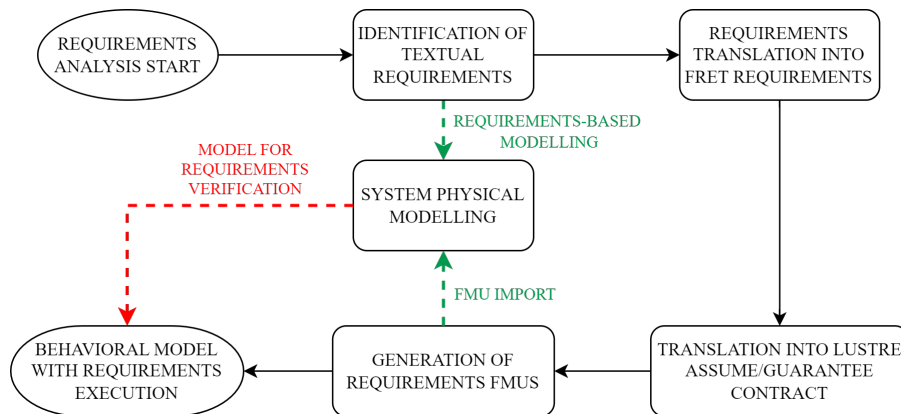 REQUIREMENTS
ANALYSIS START
IDENTIFICATION OF
TEXTUAL
REQUIREMENTS
REQUIREMENTS
TRANSLATION INTO
FRET REQUIREMENTS
REQUIREMENTS-BASED
MODELLING
MODEL FOR
REQUIREMENTS
VERIFICATION
SYSTEM PHYSICAL
MODELLING
FMU IMPORT
BEHAVIORAL MODEL
WITH REQUIREMENTS
EXECUTION
GENERATION OF
REQUIREMENTS FMUS
TRANSLATION INTO LUSTRE
ASSUME/GUARANTEE
CONTRACT